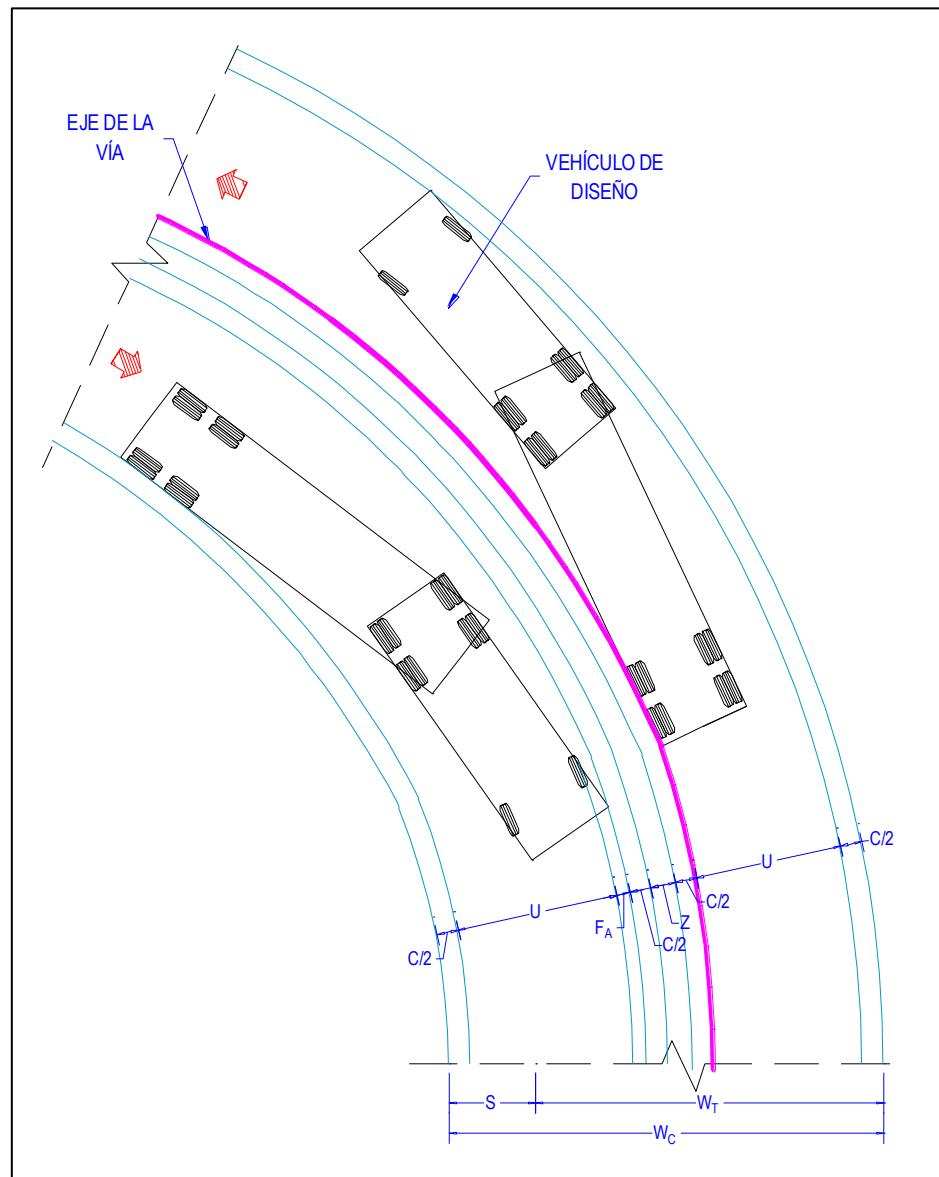 EJE DE LA
VÍA
VEHÍCULO DE
DISEÑO
C/2
U
C/2
Z
C/2
F_A
U
C/2
S
W_T
W_C